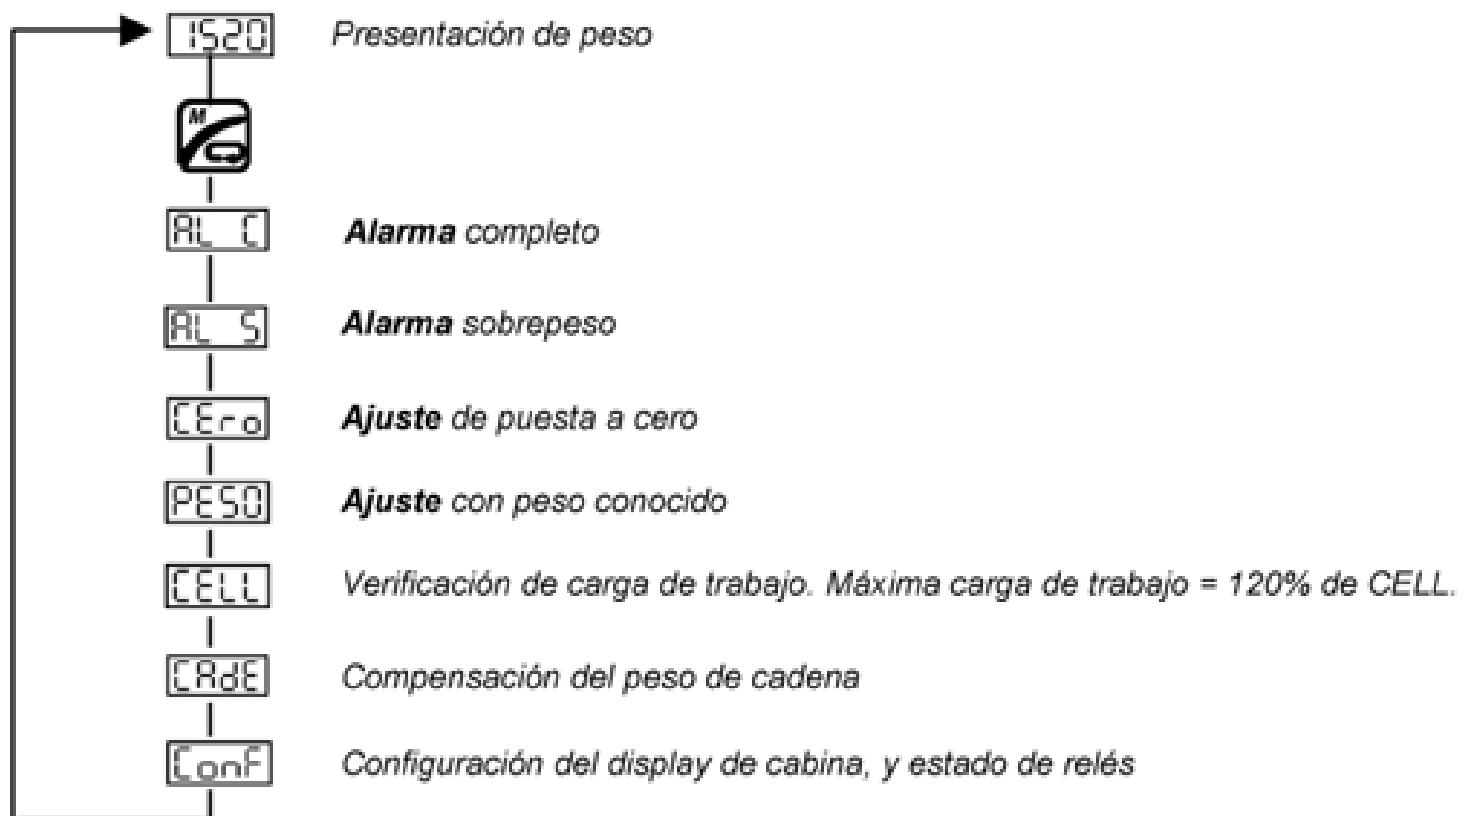 1520 Presentación de peso
M
AL C Alarma completo
AL S Alarma sobrepeso
CEro Ajuste de puesta a cero
PESO Ajuste con peso conocido
CELL Verificación de carga de trabajo. Máxima carga de trabajo = 120% de CELL.
CAdE Compensación del peso de cadena
ConF Configuración del display de cabina, y estado de relés